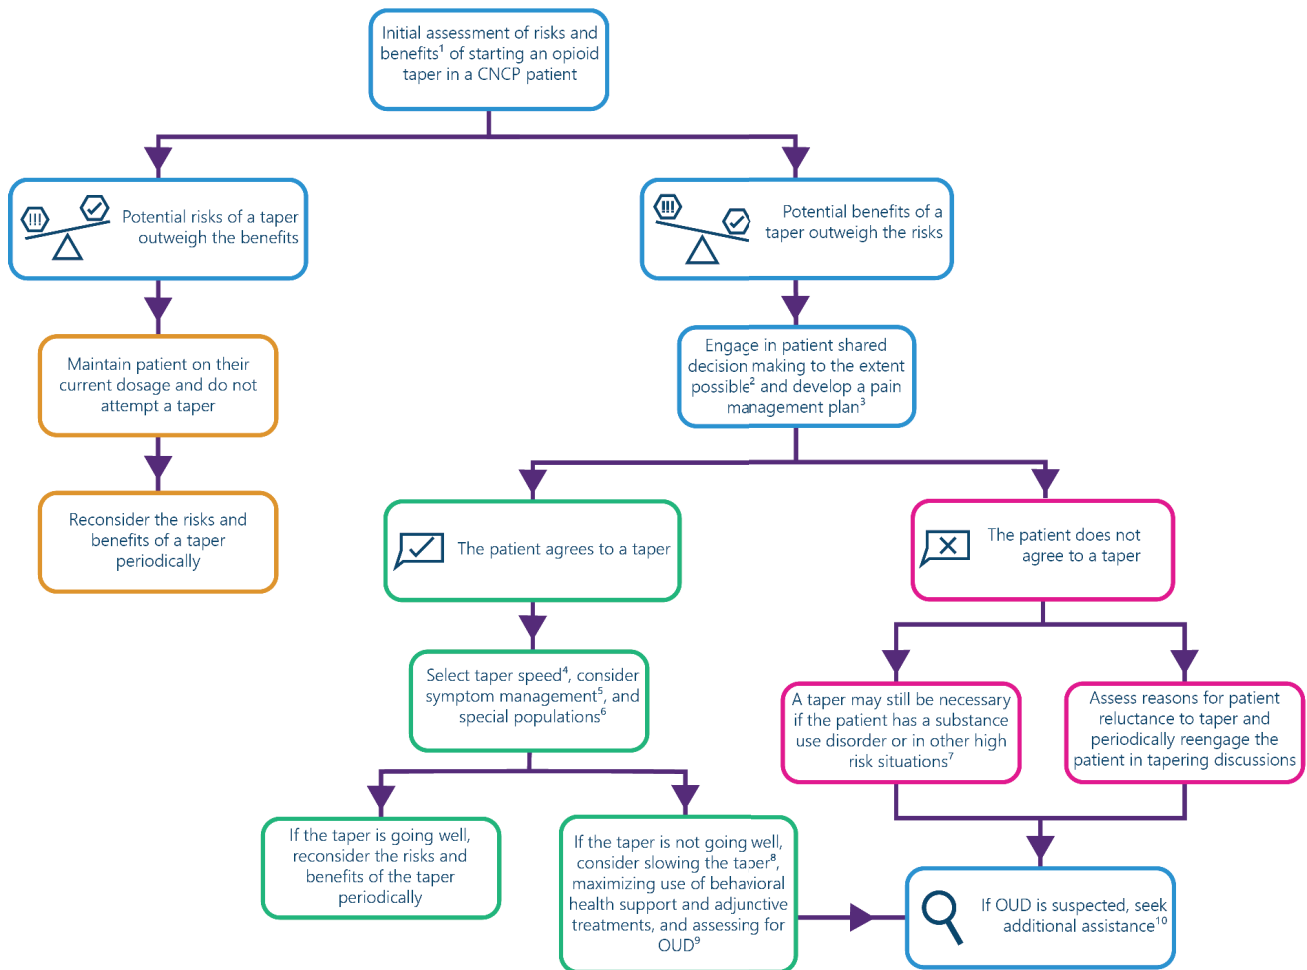 Initial assessment of risks and
benefits¹ of starting an opioid
taper in a CNCP patient
!!!
Potential risks of a taper
outweigh the benefits
!!!
Potential benefits of a
taper outweigh the risks
Maintain patient on their
current dosage and do not
attempt a taper
Engage in patient shared
decision making to the extent
possible² and develop a pain
management plan³
Reconsider the risks and
benefits of a taper
periodically
The patient agrees to a taper
The patient does not
agree to a taper
Select taper speed⁴, consider
symptom management⁵, and
special populations⁶
A taper may still be necessary
if the patient has a substance
use disorder or in other high
risk situations⁷
Assess reasons for patient
reluctance to taper and
periodically reengage the
patient in tapering discussions
If the taper is going well,
reconsider the risks and
benefits of the taper
periodically
If the taper is not going well,
consider slowing the taper⁸,
maximizing use of behavioral
health support and adjunctive
treatments, and assessing for
OUD⁹
If OUD is suspected, seek
additional assistance¹⁰